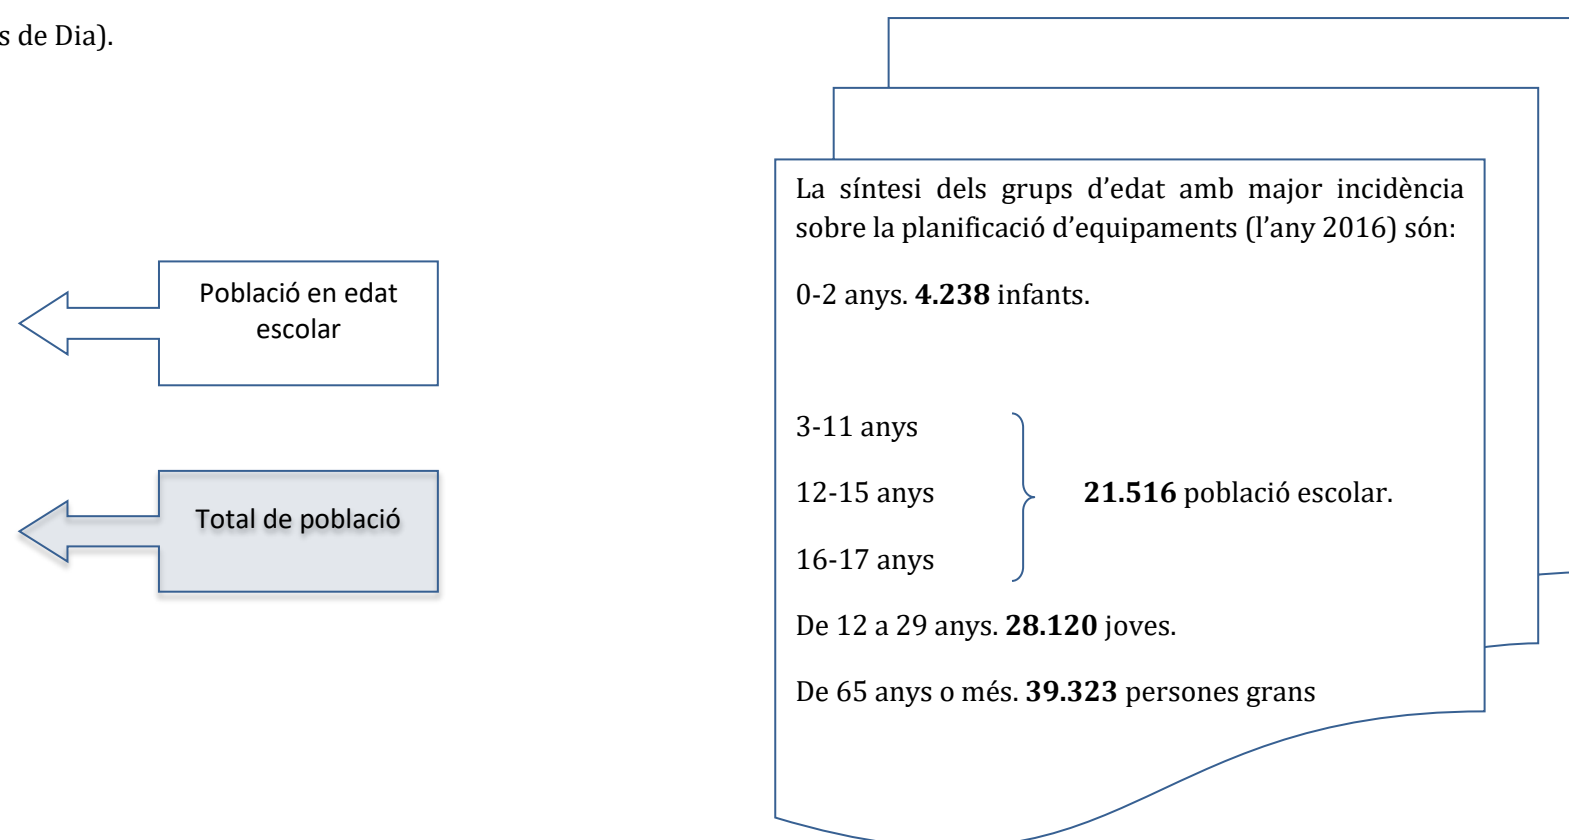 s de Dia).
Població en edat
escolar
Total de població
La síntesi dels grups d’edat amb major incidència
sobre la planificació d’equipaments (l’any 2016) són:
0-2 anys. 4.238 infants.
3-11 anys
12-15 anys
21.516 població escolar.
16-17 anys
De 12 a 29 anys. 28.120 joves.
De 65 anys o més. 39.323 persones grans